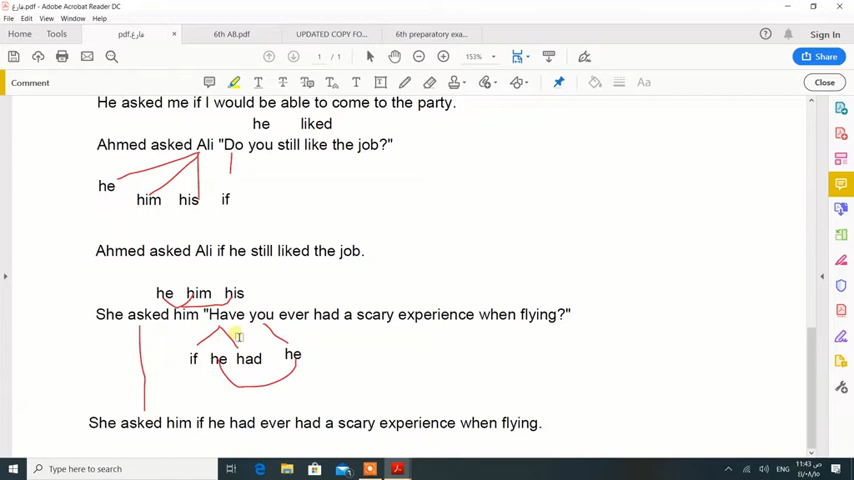 فارغ.pdf - Adobe Acrobat Reader DC
File Edit View Window Help
Home Tools فارغ.pdf × 6th AB.pdf UPDATED COPY FO... 6th preparatory exa... Sign In
1 / 1 153% Share
Comment Aa Close
He asked me if I would be able to come to the party.
he liked
Ahmed asked Ali "Do you still like the job?"
he
him his if
Ahmed asked Ali if he still liked the job.
he him his
She asked him "Have you ever had a scary experience when flying?"
if he had he
She asked him if he had ever had a scary experience when flying.
Type here to search
11:43 ص